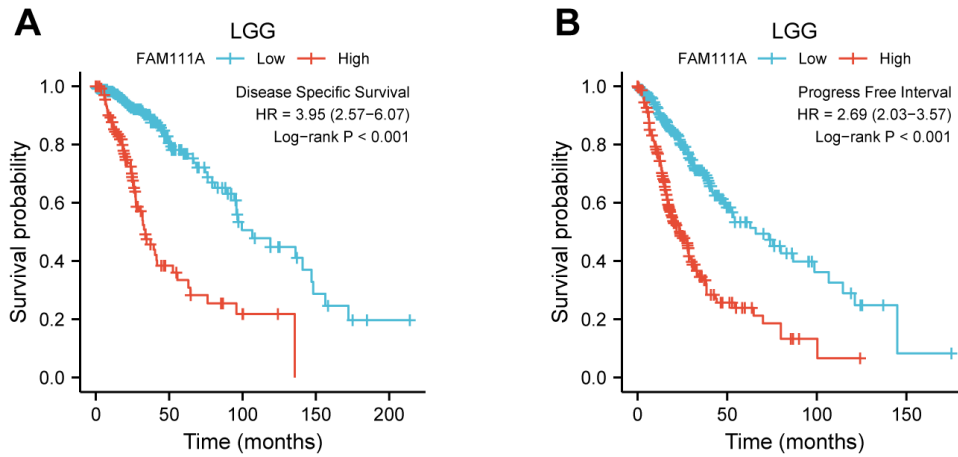 A
LGG
FAM111A Low High
Disease Specific Survival
HR = 3.95 (2.57−6.07)
Log−rank P < 0.001
Survival probability
1.0
0.8
0.6
0.4
0.2
0.0
0 50 100 150 200
Time (months)
B
LGG
FAM111A Low High
Progress Free Interval
HR = 2.69 (2.03−3.57)
Log−rank P < 0.001
Survival probability
1.0
0.8
0.6
0.4
0.2
0.0
0 50 100 150
Time (months)